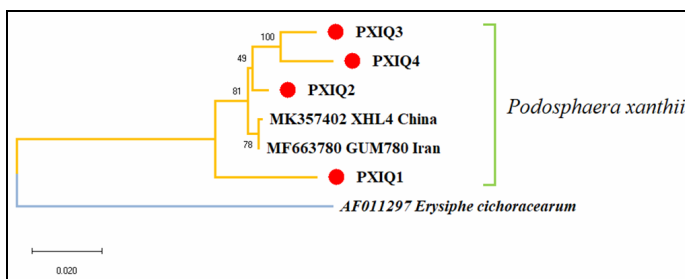 PXIQ3
100
PXIQ4
49
PXIQ2
81
Podosphaera xanthii
MK357402 XHL4 China
MF663780 GUM780 Iran
78
PXIQ1
AF011297 Erysiphe cichoracearum
0.020